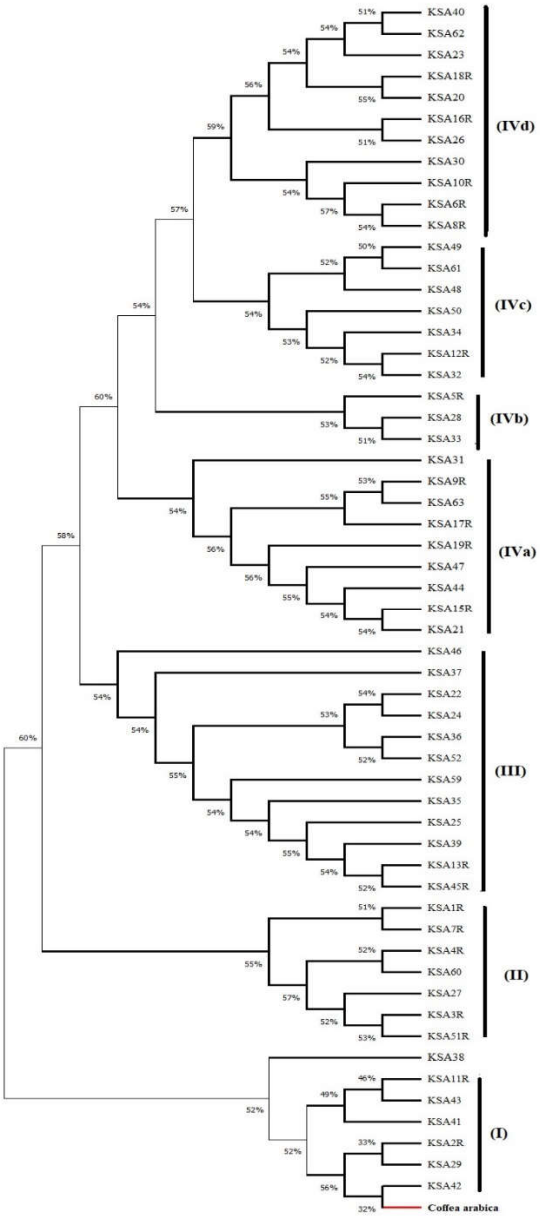 51%
KSA40
KSA62
54%
KSA23
54%
KSA18R
55%
KSA20
56%
KSA16R
51%
KSA26
(IVd)
59%
KSA30
54%
KSA10R
57%
KSA6R
54%
KSA8R
57%
50%
KSA49
52%
KSA61
KSA48
54%
KSA50
53%
KSA34
52%
KSA12R
54%
KSA32
(IVc)
54%
KSA5R
53%
KSA28
51%
KSA33
(IVb)
60%
KSA31
54%
53%
KSA9R
55%
KSA63
KSA17R
56%
KSA19R
56%
KSA47
55%
KSA44
54%
KSA15R
54%
KSA21
(IVa)
58%
KSA46
54%
KSA37
54%
54%
KSA22
53%
KSA24
KSA36
52%
KSA52
55%
KSA59
54%
KSA35
54%
KSA25
55%
KSA39
54%
KSA13R
52%
KSA45R
(III)
60%
51%
KSA1R
KSA7R
55%
52%
KSA4R
KSA60
57%
KSA27
52%
KSA3R
53%
KSA51R
(II)
KSA38
52%
46%
KSA11R
49%
KSA43
KSA41
52%
33%
KSA2R
KSA29
56%
KSA42
32%
Coffea arabica
(I)